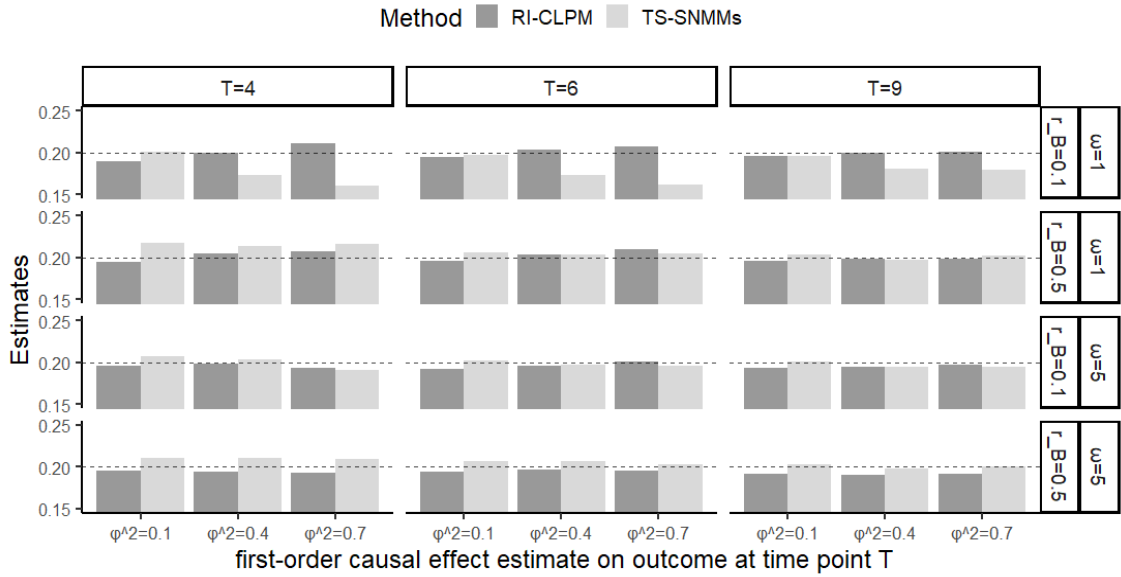 Method RI-CLPM TS-SNMMs
T=4 T=6 T=9
Estimates
0.25
0.20
0.15
r_B=0.1 ω=1
0.25
0.20
0.15
r_B=0.5 ω=1
0.25
0.20
0.15
r_B=0.1 ω=5
0.25
0.20
0.15
r_B=0.5 ω=5
φ^2=0.1 φ^2=0.4 φ^2=0.7 φ^2=0.1 φ^2=0.4 φ^2=0.7 φ^2=0.1 φ^2=0.4 φ^2=0.7
first-order causal effect estimate on outcome at time point T